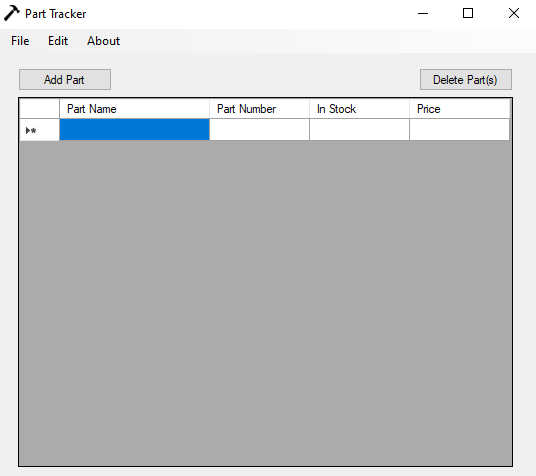 Part Tracker
File Edit About
Add Part Delete Part(s)
Part Name Part Number In Stock Price